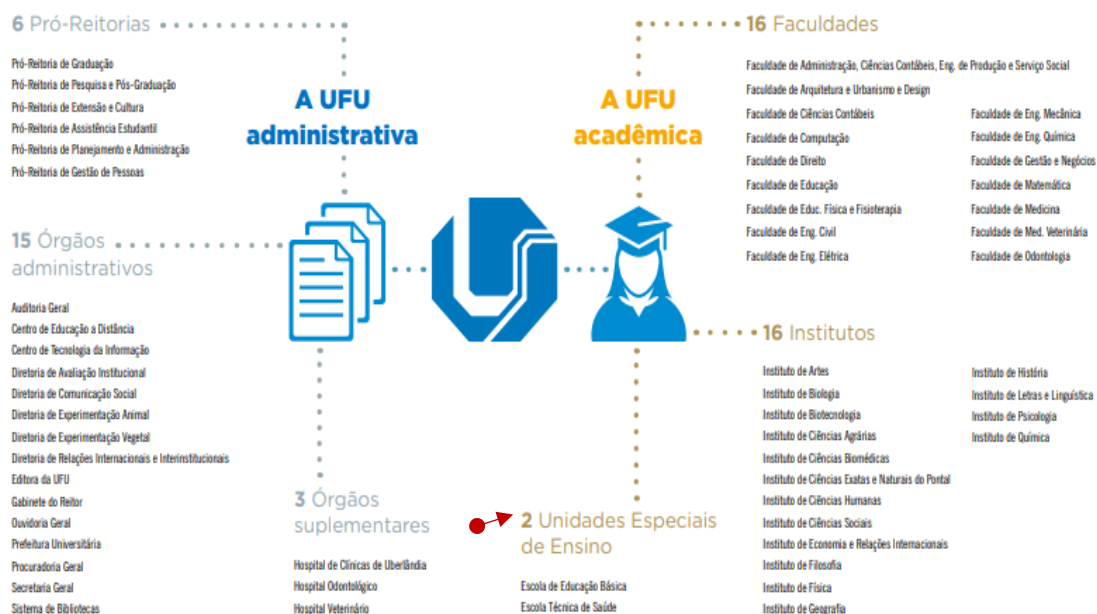 6 Pró-Reitorias
Pró-Reitoria de Graduação
Pró-Reitoria de Pesquisa e Pós-Graduação
Pró-Reitoria de Extensão e Cultura
Pró-Reitoria de Assistência Estudantil
Pró-Reitoria de Planejamento e Administração
Pró-Reitoria de Gestão de Pessoas
A UFU
administrativa
15 Órgãos
administrativos
Auditoria Geral
Centro de Educação a Distância
Centro de Tecnologia da Informação
Diretoria de Avaliação Institucional
Diretoria de Comunicação Social
Diretoria de Experimentação Animal
Diretoria de Experimentação Vegetal
Diretoria de Relações Internacionais e Interinstitucionais
Editora da UFU
Gabinete do Reitor
Ouvidoria Geral
Prefeitura Universitária
Procuradoria Geral
Secretaria Geral
Sistema de Bibliotecas
3 Órgãos
suplementares
Hospital de Clínicas de Uberlândia
Hospital Odontológico
Hospital Veterinário
A UFU
acadêmica
16 Faculdades
Faculdade de Administração, Ciências Contábeis, Eng. de Produção e Serviço Social
Faculdade de Arquitetura e Urbanismo e Design
Faculdade de Ciências Contábeis
Faculdade de Computação
Faculdade de Direito
Faculdade de Educação
Faculdade de Educ. Física e Fisioterapia
Faculdade de Eng. Civil
Faculdade de Eng. Elétrica
Faculdade de Eng. Mecânica
Faculdade de Eng. Química
Faculdade de Gestão e Negócios
Faculdade de Matemática
Faculdade de Medicina
Faculdade de Med. Veterinária
Faculdade de Odontologia
16 Institutos
Instituto de Artes
Instituto de Biologia
Instituto de Biotecnologia
Instituto de Ciências Agrárias
Instituto de Ciências Biomédicas
Instituto de Ciências Exatas e Naturais do Pontal
Instituto de Ciências Humanas
Instituto de Ciências Sociais
Instituto de Economia e Relações Internacionais
Instituto de Filosofia
Instituto de Física
Instituto de Geografia
Instituto de História
Instituto de Letras e Linguística
Instituto de Psicologia
Instituto de Química
2 Unidades Especiais
de Ensino
Escola de Educação Básica
Escola Técnica de Saúde